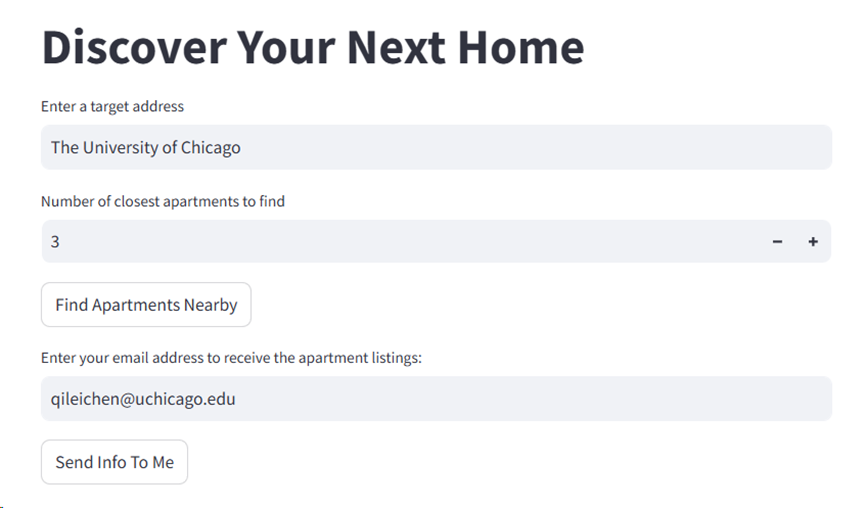 Discover Your Next Home
Enter a target address
The University of Chicago
Number of closest apartments to find
3 − +
Find Apartments Nearby
Enter your email address to receive the apartment listings:
qileichen@uchicago.edu
Send Info To Me